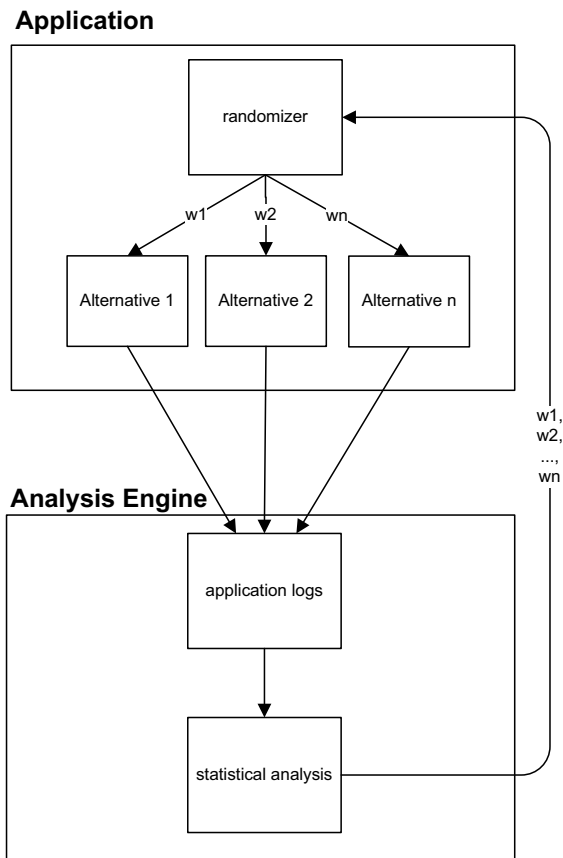 Application
randomizer
w1
w2
wn
Alternative 1
Alternative 2
Alternative n
w1,
w2,
...,
wn
Analysis Engine
application logs
statistical analysis